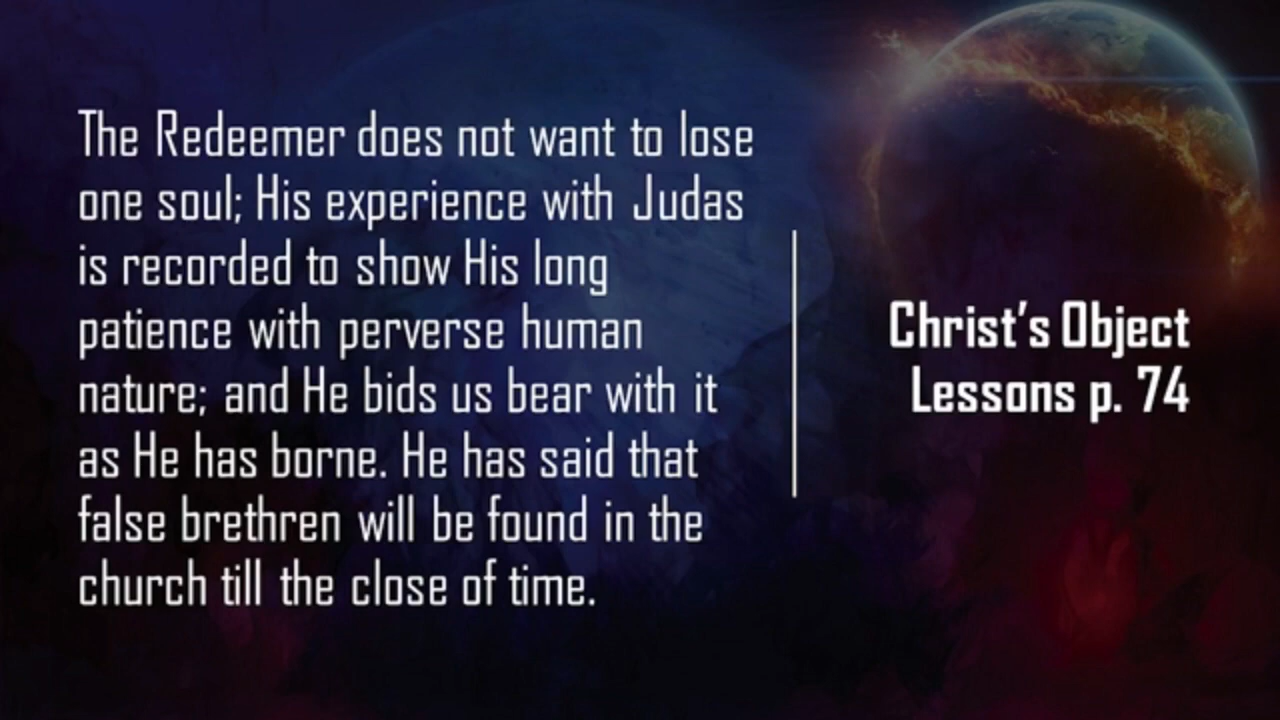 The Redeemer does not want to lose
one soul; His experience with Judas
is recorded to show His long
patience with perverse human
nature; and He bids us bear with it
as He has borne. He has said that
false brethren will be found in the
church till the close of time.
Christ's Object
Lessons p. 74